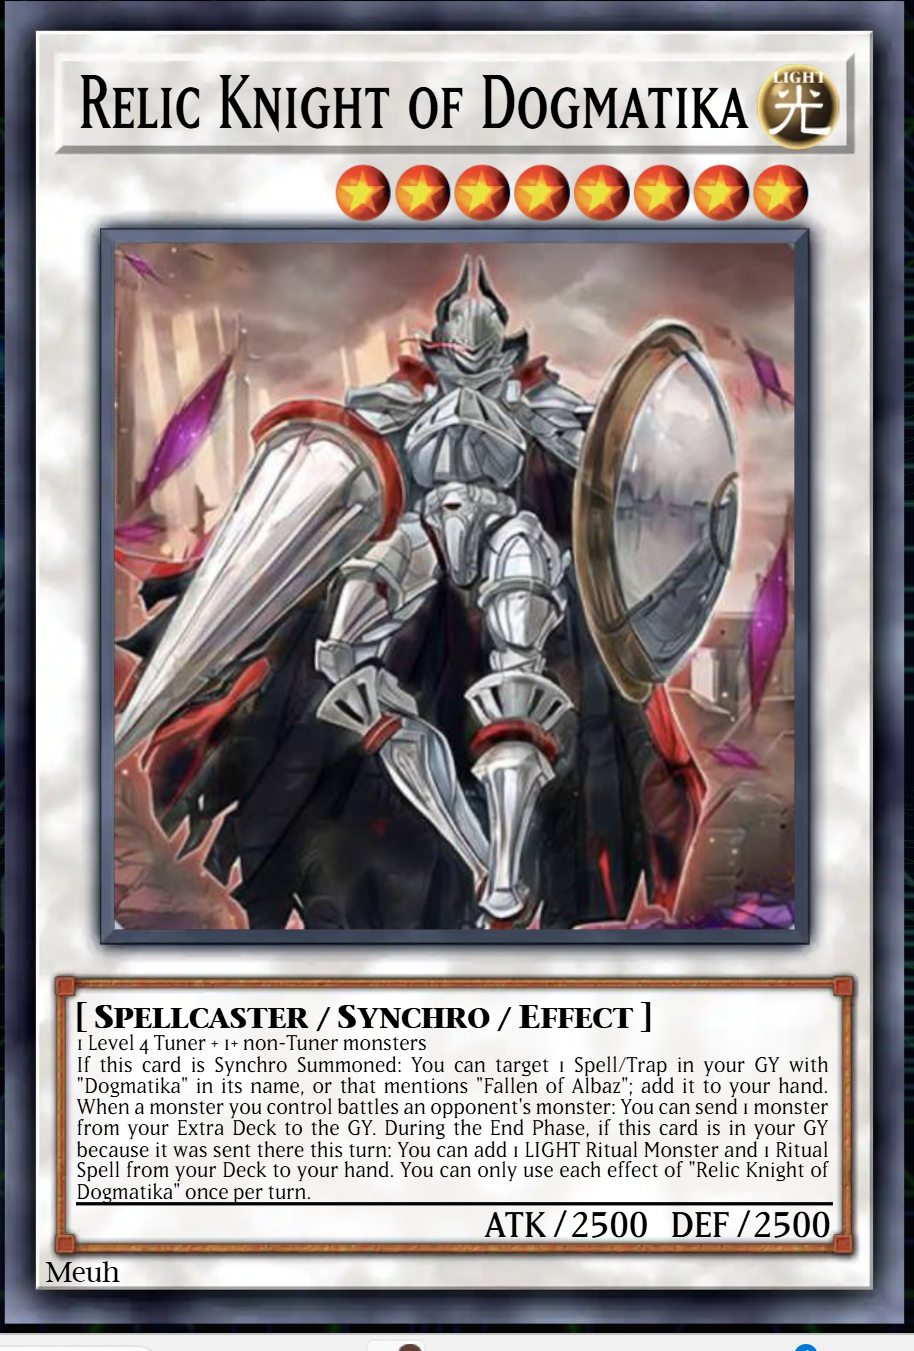 Relic Knight of Dogmatika
LIGHT
光
[ Spellcaster / Synchro / Effect ]
1 Level 4 Tuner + 1+ non-Tuner monsters
If this card is Synchro Summoned: You can target 1 Spell/Trap in your GY with
"Dogmatika" in its name, or that mentions "Fallen of Albaz"; add it to your hand.
When a monster you control battles an opponent's monster: You can send 1 monster
from your Extra Deck to the GY. During the End Phase, if this card is in your GY
because it was sent there this turn: You can add 1 LIGHT Ritual Monster and 1 Ritual
Spell from your Deck to your hand. You can only use each effect of "Relic Knight of
Dogmatika" once per turn.
ATK/2500 DEF/2500
Meuh